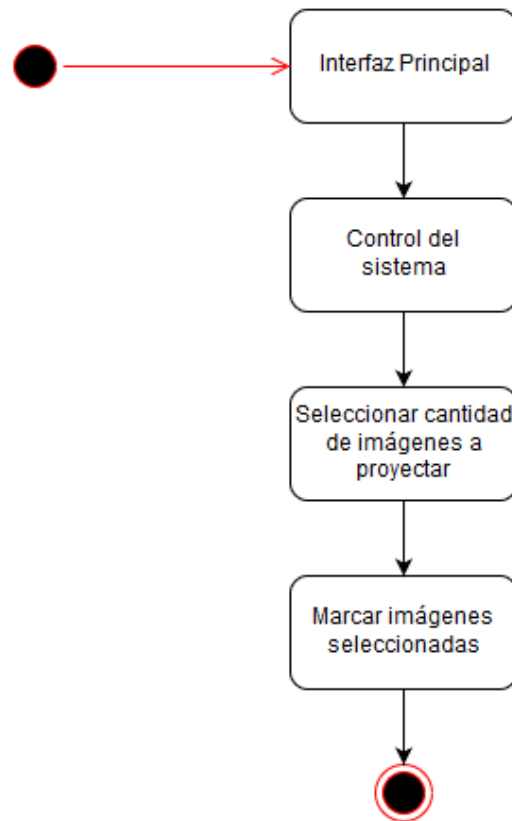 Interfaz Principal
Control del
sistema
Seleccionar cantidad
de imágenes a
proyectar
Marcar imágenes
seleccionadas